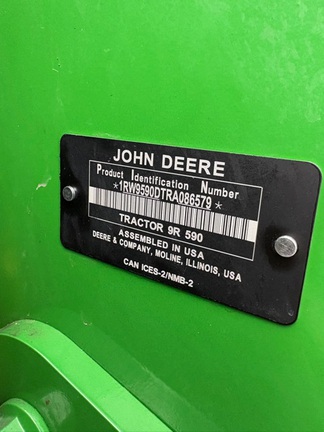 JOHN DEERE
Product Identification Number
*1RW9590DTRA086579*
TRACTOR 9R 590
ASSEMBLED IN USA
DEERE & COMPANY, MOLINE, ILLINOIS, USA
CAN ICES-2/NMB-2